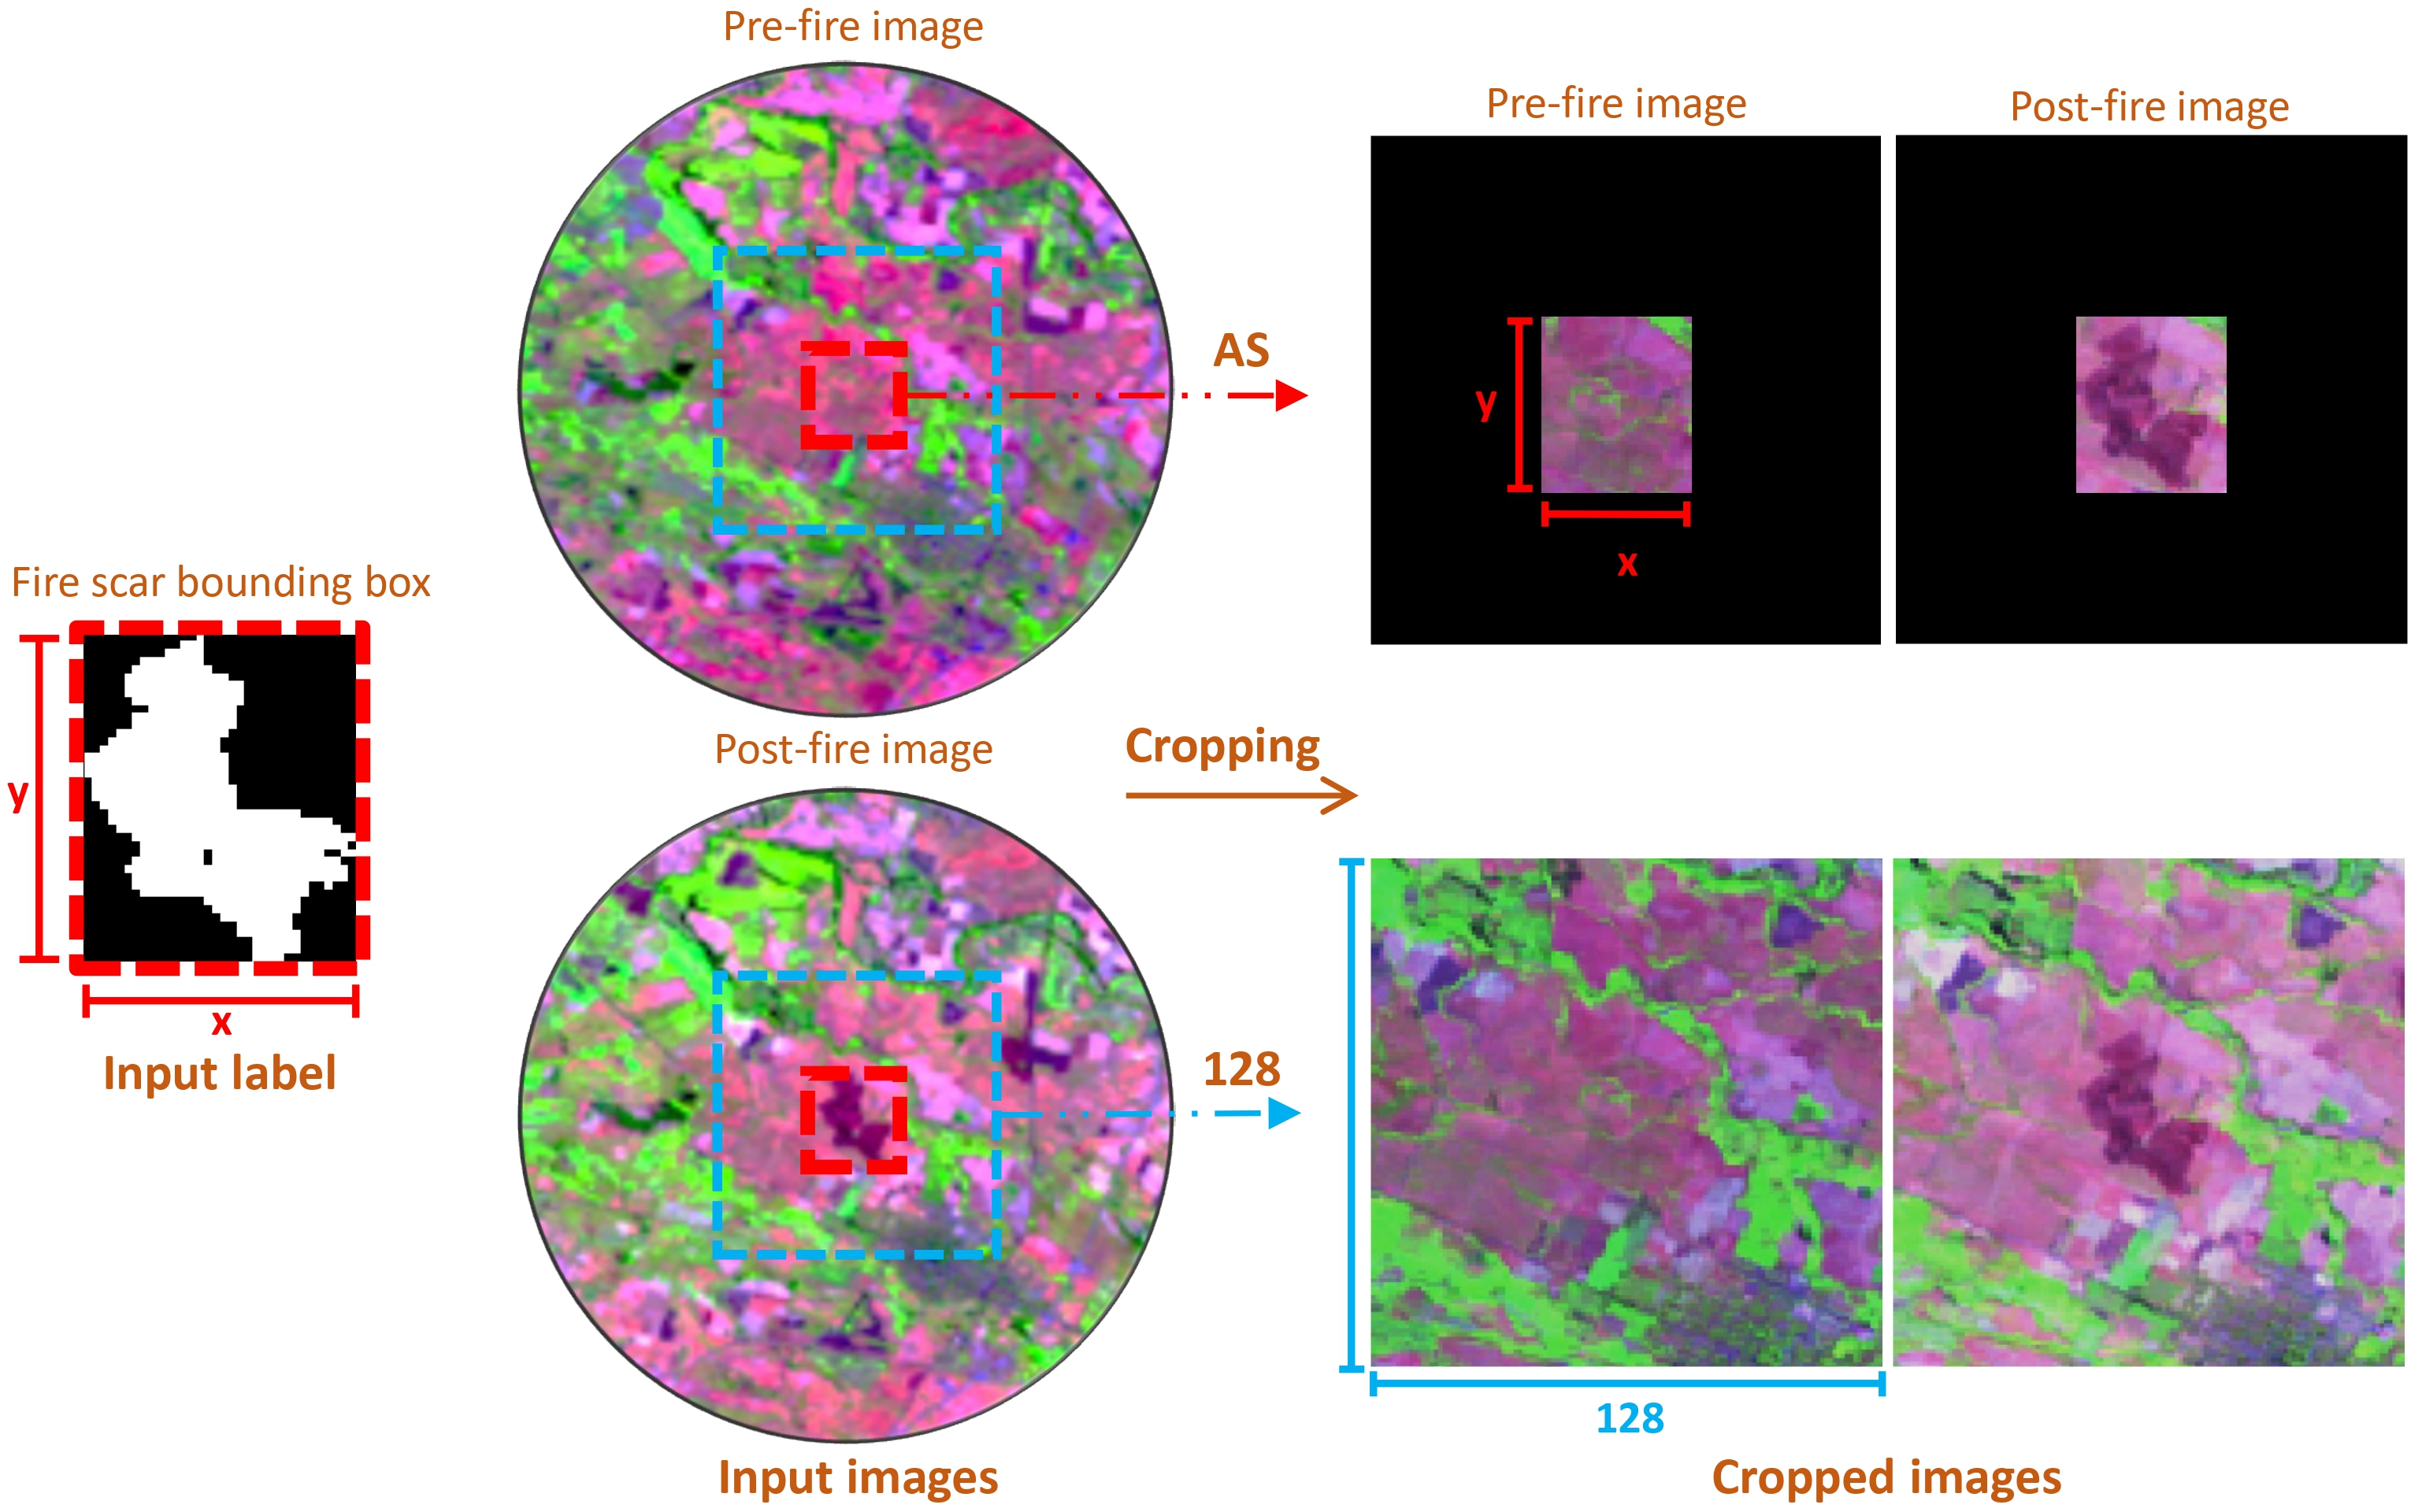 Pre-fire image
Pre-fire image
Post-fire image
AS
y
x
Fire scar bounding box
y
x
Input label
Post-fire image
Cropping
128
128
Input images
Cropped images